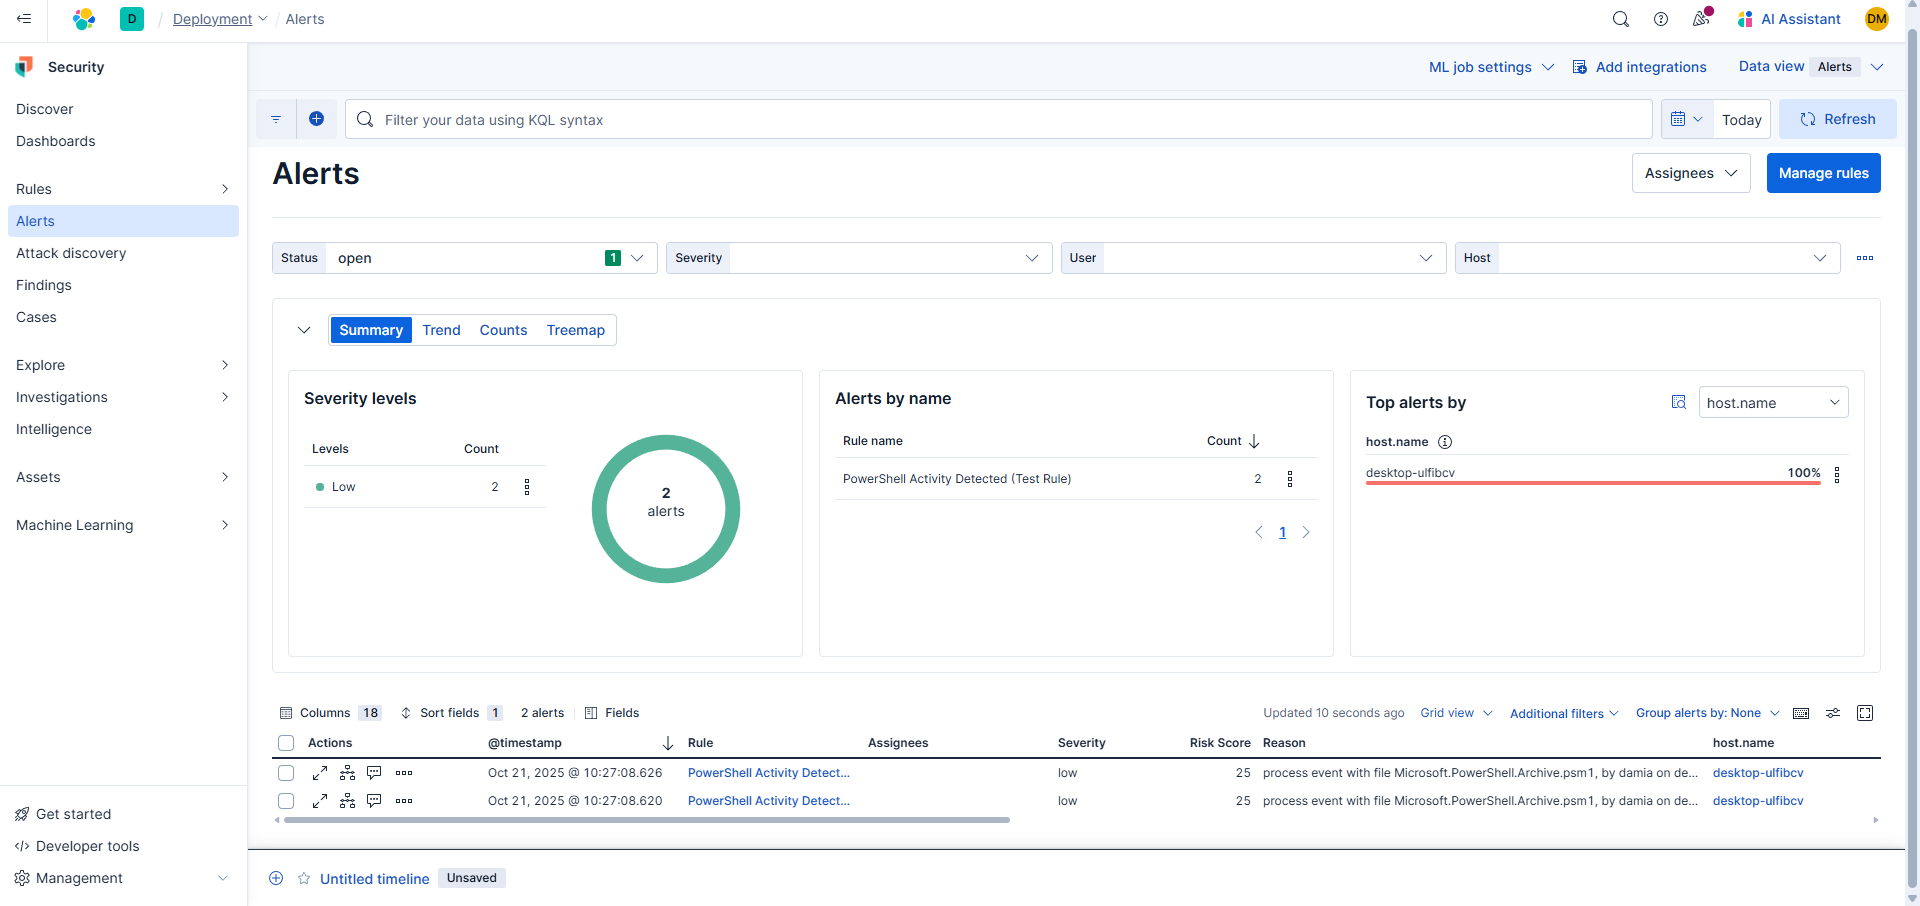 D / Deployment / Alerts
AI Assistant DM
Security
ML job settings Add integrations Data view Alerts
Discover
Dashboards
Rules
Alerts
Attack discovery
Findings
Cases
Explore
Investigations
Intelligence
Assets
Machine Learning
Get started
Developer tools
Management
Filter your data using KQL syntax Today Refresh
Alerts
Assignees Manage rules
Status open 1 Severity User Host
Summary Trend Counts Treemap
Severity levels
Levels Count
Low 2
2
alerts
Alerts by name
Rule name Count
PowerShell Activity Detected (Test Rule) 2
1
Top alerts by host.name
host.name
desktop-ulfibcv 100%
Columns 18 Sort fields 1 2 alerts Fields Updated 10 seconds ago Grid view Additional filters Group alerts by: None
Actions @timestamp Rule Assignees Severity Risk Score Reason host.name
Oct 21, 2025 @ 10:27:08.626 PowerShell Activity Detect... low 25 process event with file Microsoft.PowerShell.Archive.psm1, by damia on de... desktop-ulfibcv
Oct 21, 2025 @ 10:27:08.620 PowerShell Activity Detect... low 25 process event with file Microsoft.PowerShell.Archive.psm1, by damia on de... desktop-ulfibcv
Untitled timeline Unsaved